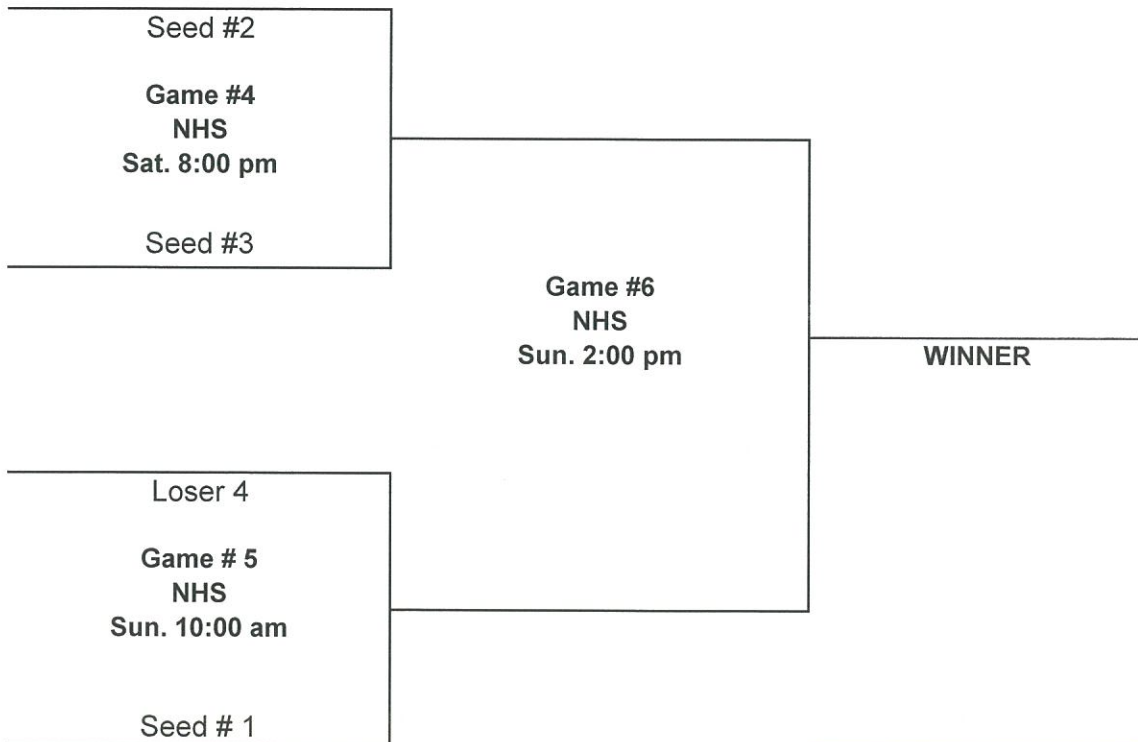 Seed #2
Game #4
NHS
Sat. 8:00 pm
Seed #3
Game #6
NHS
Sun. 2:00 pm
WINNER
Loser 4
Game # 5
NHS
Sun. 10:00 am
Seed # 1